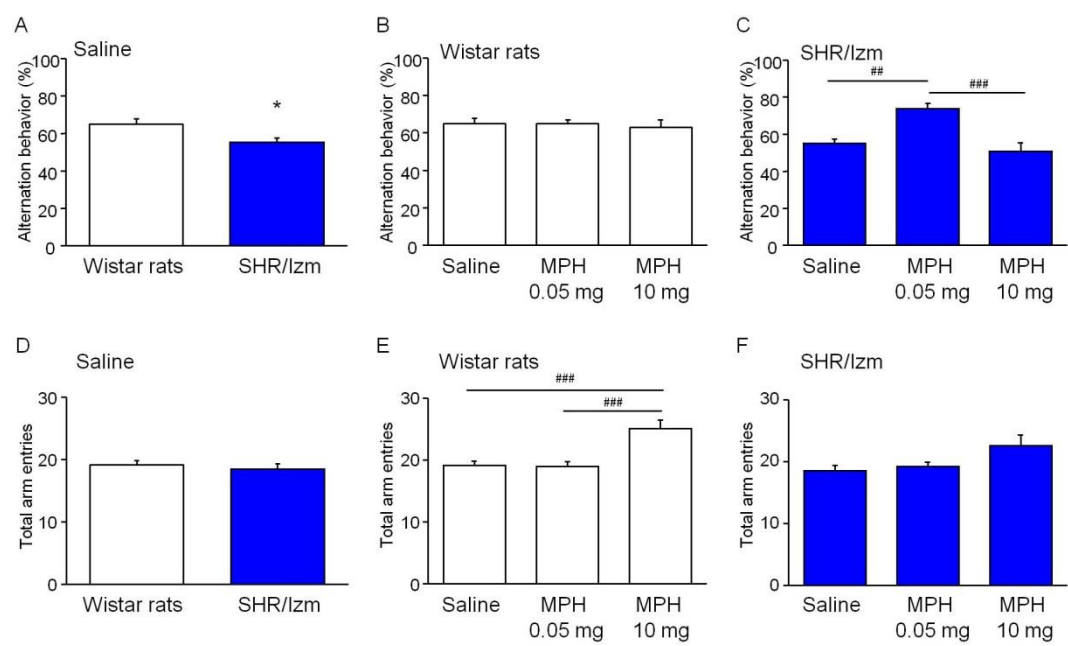 A
Saline
Alternation behavior (%)
100
80
60
40
20
0
*
Wistar rats
SHR/Izm
B
Wistar rats
Alternation behavior (%)
100
80
60
40
20
0
Saline
MPH
0.05 mg
MPH
10 mg
C
SHR/Izm
Alternation behavior (%)
100
80
60
40
20
0
##
###
Saline
MPH
0.05 mg
MPH
10 mg
D
Saline
Total arm entries
30
20
10
0
Wistar rats
SHR/Izm
E
Wistar rats
Total arm entries
30
20
10
0
###
###
Saline
MPH
0.05 mg
MPH
10 mg
F
SHR/Izm
Total arm entries
30
20
10
0
Saline
MPH
0.05 mg
MPH
10 mg